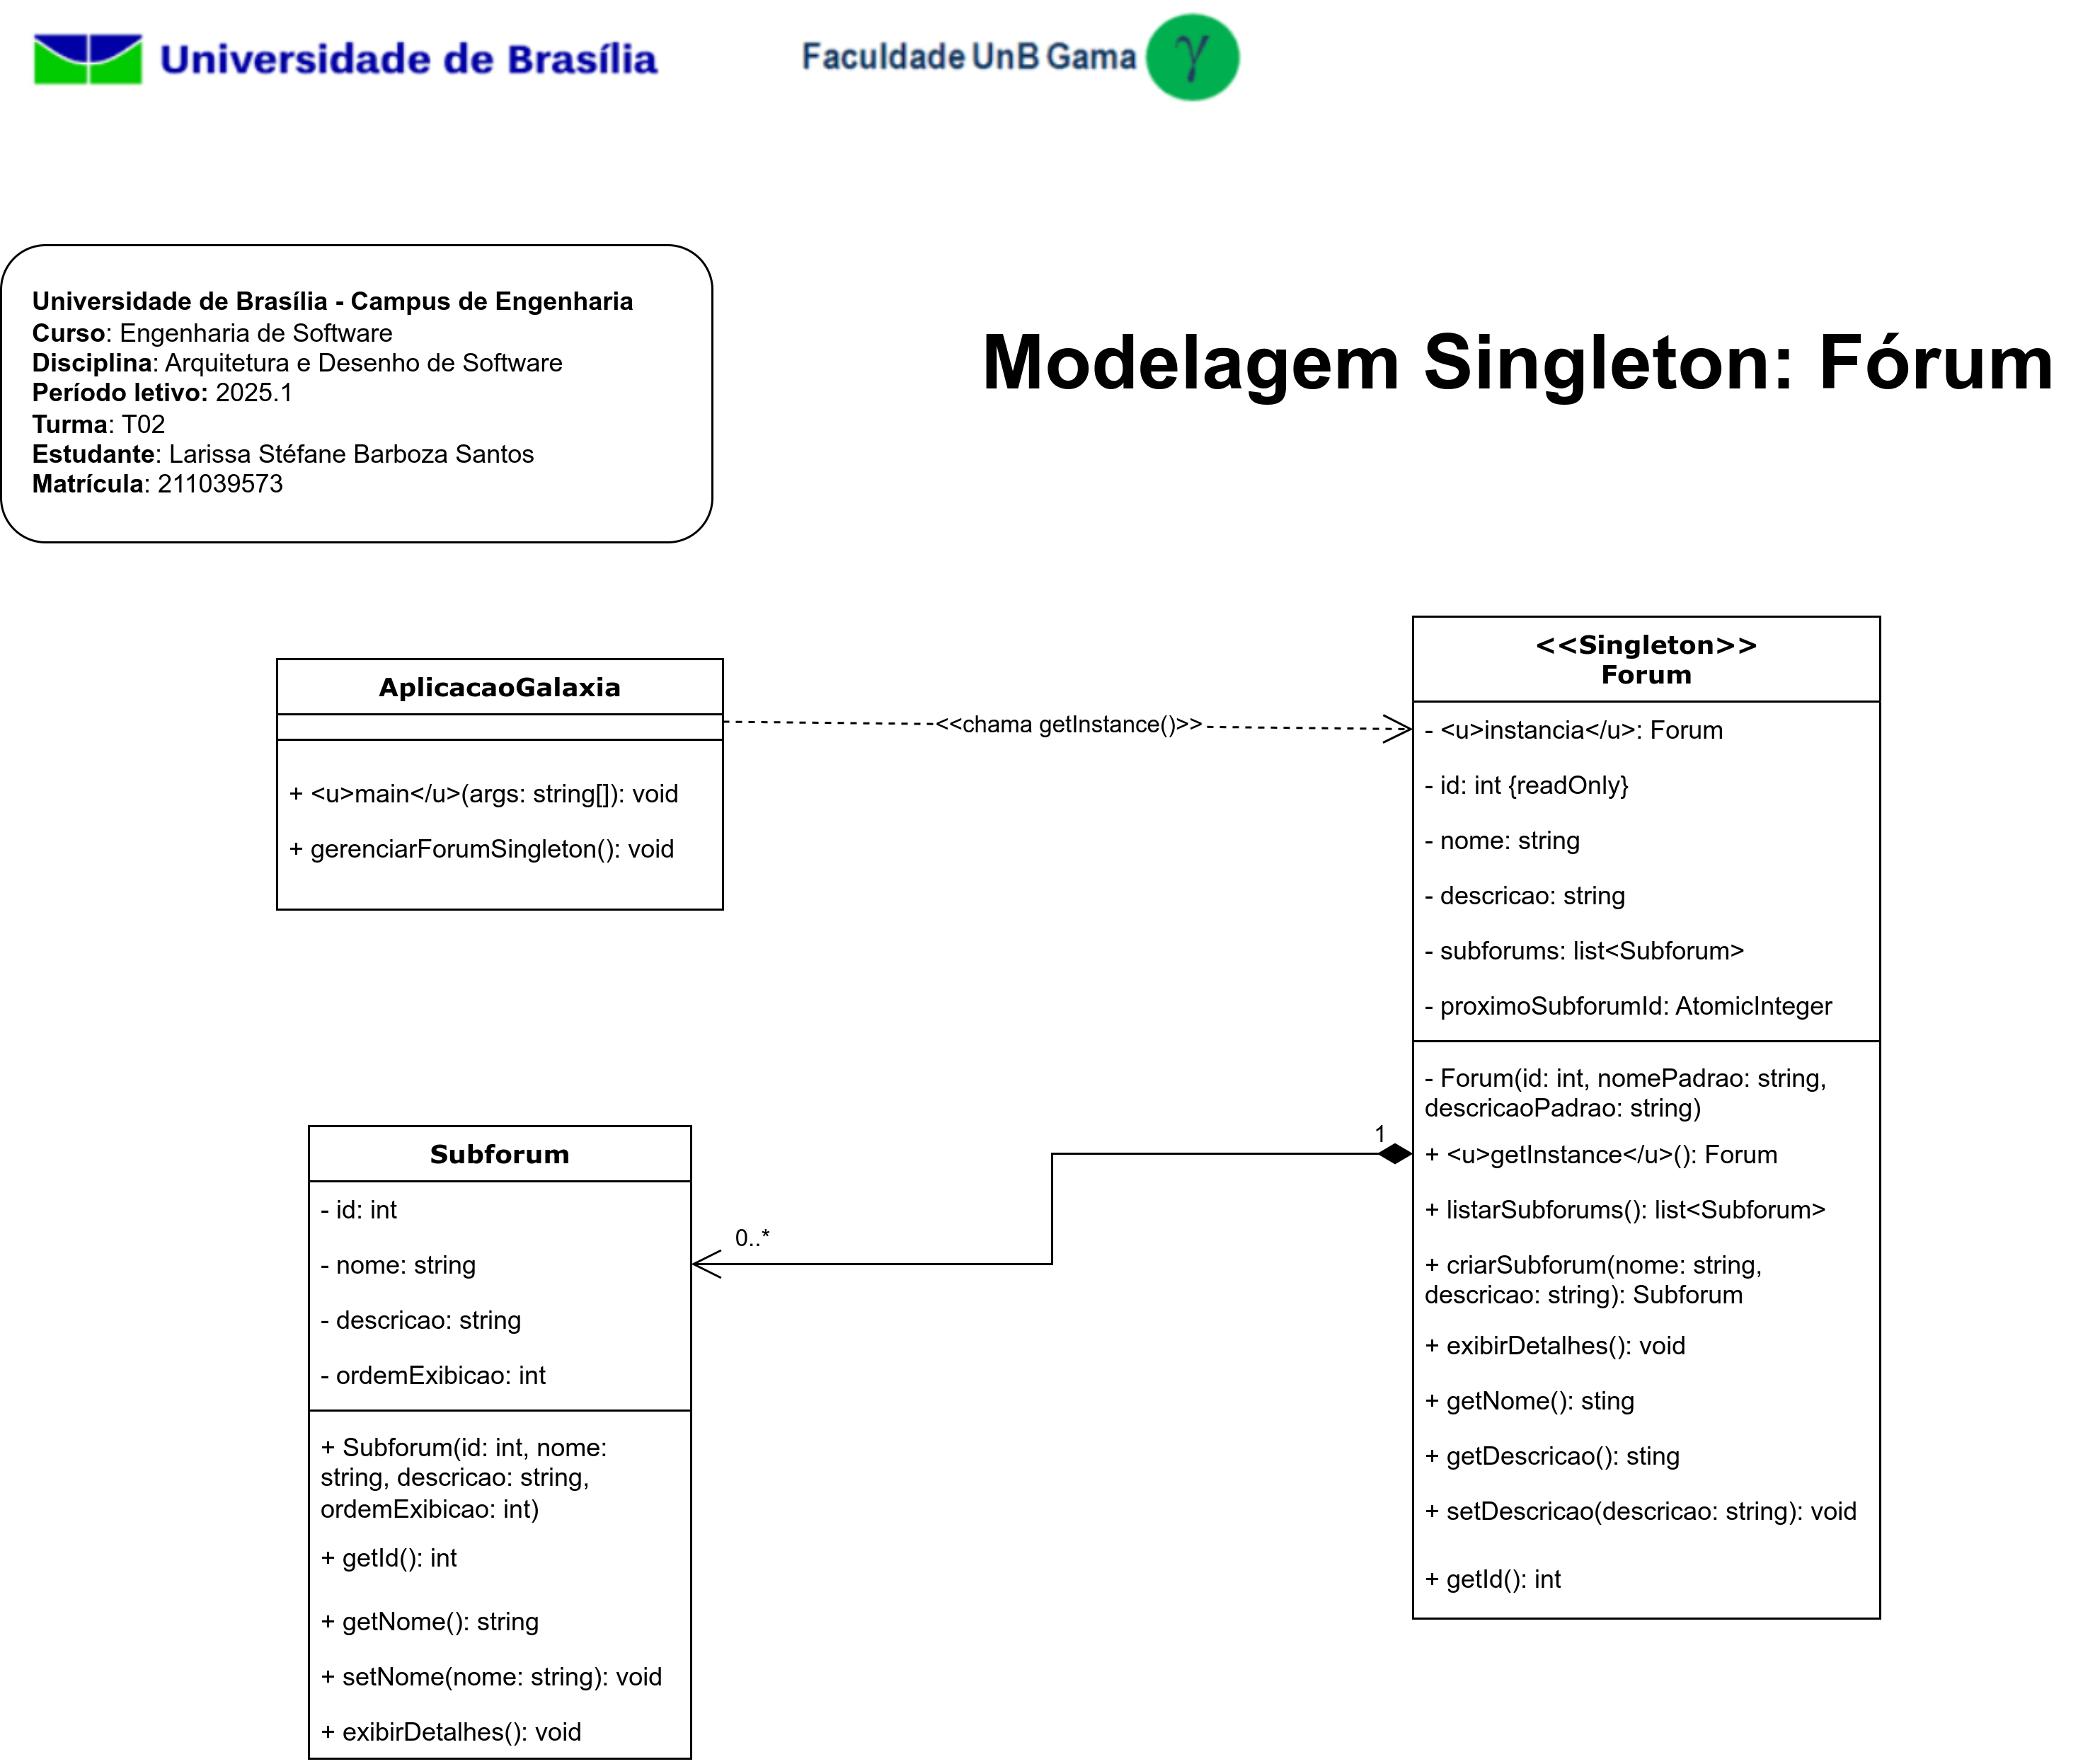 Universidade de Brasília
Faculdade UnB Gama γ
Universidade de Brasília - Campus de Engenharia
Curso: Engenharia de Software
Disciplina: Arquitetura e Desenho de Software
Período letivo: 2025.1
Turma: T02
Estudante: Larissa Stéfane Barboza Santos
Matrícula: 211039573
Modelagem Singleton: Fórum
AplicacaoGalaxia
+ <u>main</u>(args: string[]): void
+ gerenciarForumSingleton(): void
<<chama getInstance()>>
<<Singleton>>
Forum
- <u>instancia</u>: Forum
- id: int {readOnly}
- nome: string
- descricao: string
- subforums: list<Subforum>
- proximoSubforumId: AtomicInteger
- Forum(id: int, nomePadrao: string,
descricaoPadrao: string)
+ <u>getInstance</u>(): Forum
+ listarSubforums(): list<Subforum>
+ criarSubforum(nome: string,
descricao: string): Subforum
+ exibirDetalhes(): void
+ getNome(): sting
+ getDescricao(): sting
+ setDescricao(descricao: string): void
+ getId(): int
1
0..*
Subforum
- id: int
- nome: string
- descricao: string
- ordemExibicao: int
+ Subforum(id: int, nome:
string, descricao: string,
ordemExibicao: int)
+ getId(): int
+ getNome(): string
+ setNome(nome: string): void
+ exibirDetalhes(): void